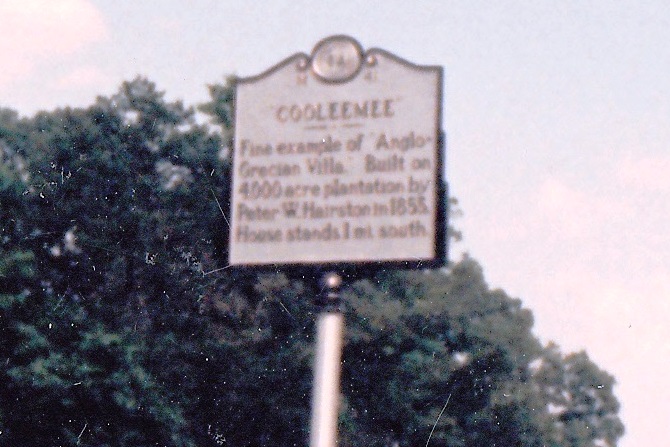 "COOLEEMEE"
Fine example of "Anglo-
Grecian Villa." Built on
4000 acre plantation by
Peter W. Hairston in 1855.
House stands 1 mi. south.